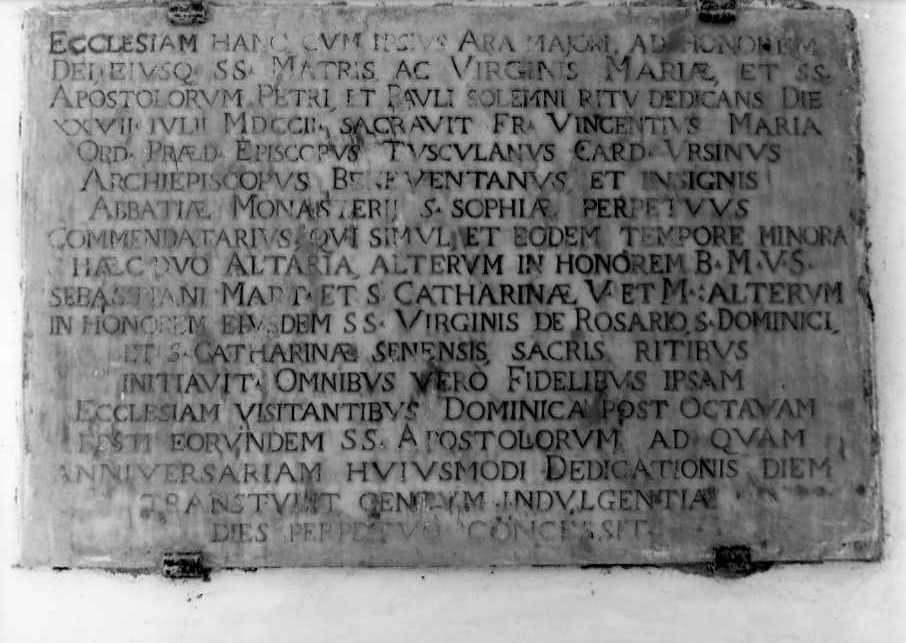 ECCLESIAM HANC CVM IPSIVS ARA MAJORI, AD HONOREM
DEI EIVSQ. SS. MATRIS, AC VIRGINIS MARIÆ, ET SS.
APOSTOLORVM PETRI, ET PAVLI SOLEMNI RITV DEDICANS DIE
XXVII. IVLII MDCCII., SACRAVIT FR. VINCENTIVS MARIA
ORD. PRÆD. EPISCOPVS TVSCVLANVS CARD. VRSINVS
ARCHIEPISCOPVS BENEVENTANVS, ET INSIGNIS
ABBATIÆ MONASTERII S. SOPHIÆ PERPETVVS
COMMENDATARIVS, QVI SIMVL, ET EODEM TEMPORE MINORA
HÆC DVO ALTARIA, ALTERVM IN HONOREM B. M. V. S.
SEBASTIANI MART. ET S. CATHARINÆ, V. ET M.: ALTERVM
IN HONOREM EIVSDEM SS. VIRGINIS DE ROSARIO, S. DOMINICI,
ET S. CATHARINÆ SENENSIS, SACRIS RITIBVS
INITIAVIT. OMNIBVS VERÒ FIDELIBVS IPSAM
ECCLESIAM VISITANTIBVS DOMINICA POST OCTAVAM
FESTI EORVNDEM SS. APOSTOLORVM, AD QVAM
ANNIVERSARIAM HVIVSMODI DEDICATIONIS DIEM
TRANSTVLIT CENTVM INDVLGENTIÆ
DIES PERPETVO CONCESSIT.